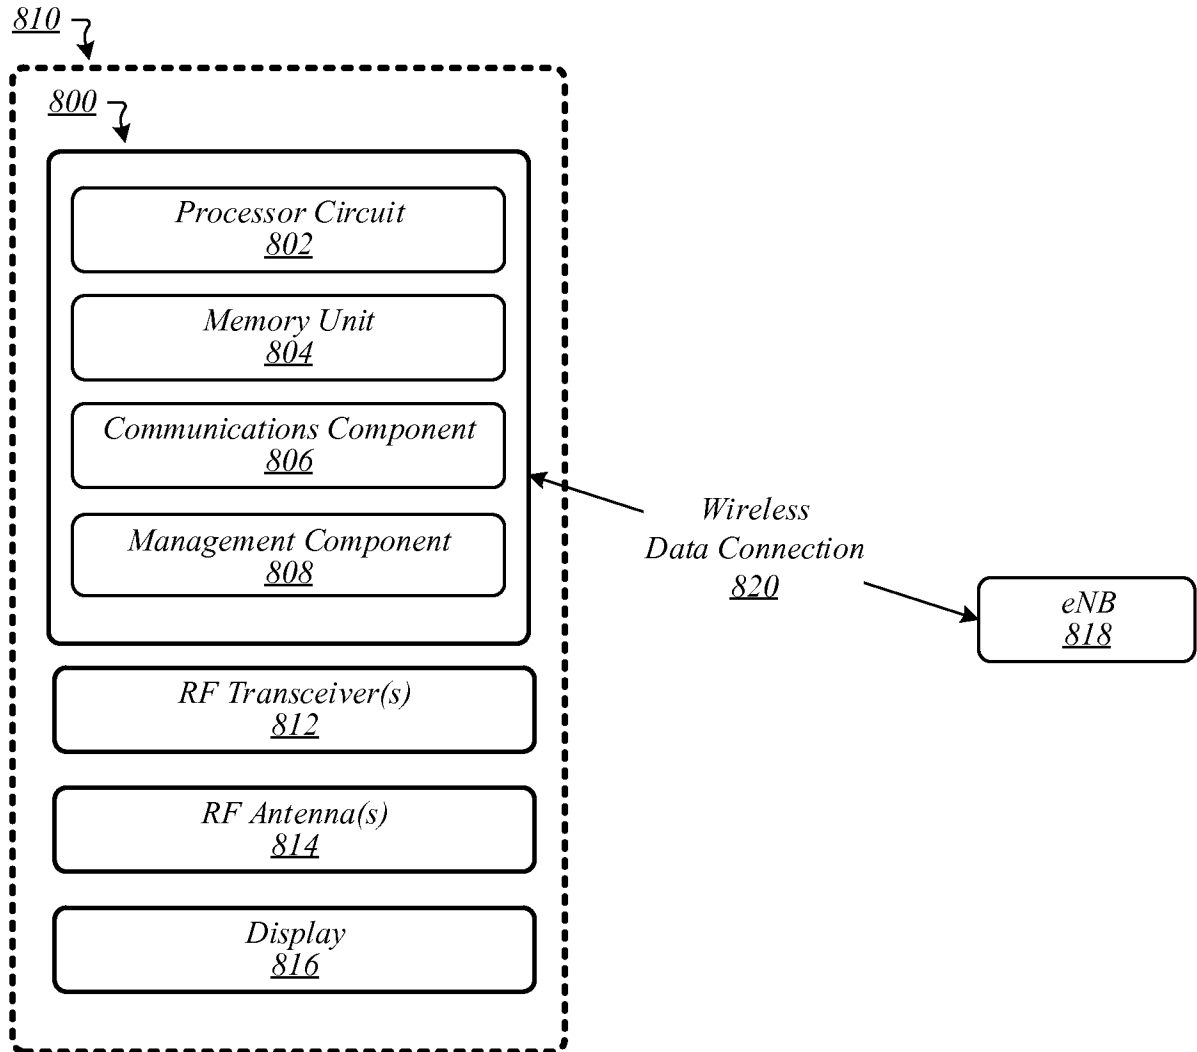 810
800
Processor Circuit
802
Memory Unit
804
Communications Component
806
Management Component
808
Wireless
Data Connection
820
eNB
818
RF Transceiver(s)
812
RF Antenna(s)
814
Display
816